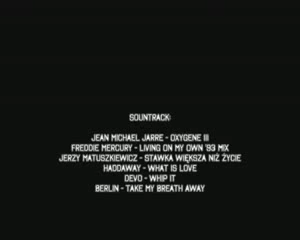 SOUNTRACK:
JEAN MICHAEL JARRE - OXYGENE III
FREDDIE MERCURY - LIVING ON MY OWN '93 MIX
JERZY MATUSZKIEWICZ - STAWKA WIĘKSZA NIŻ ŻYCIE
HADDAWAY - WHAT IS LOVE
DEVO - WHIP IT
BERLIN - TAKE MY BREATH AWAY